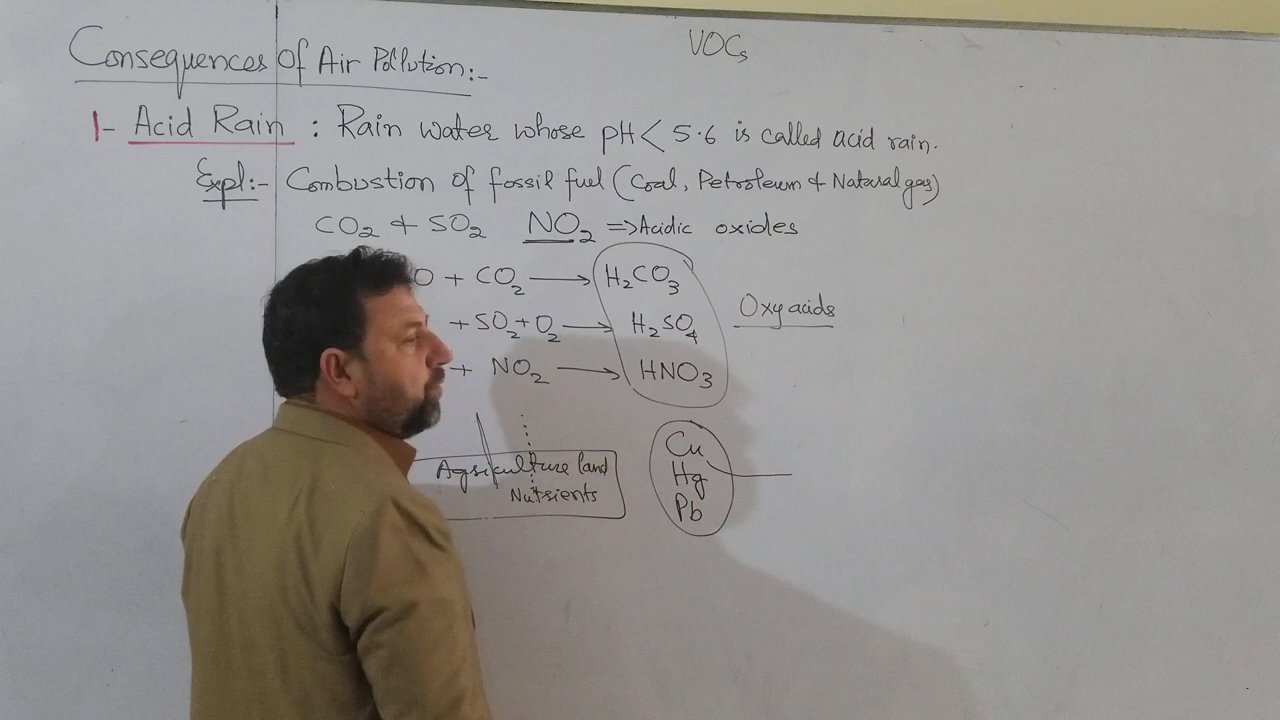 VOCs
Consequences of Air Pollution:-
1- Acid Rain : Rain water whose pH < 5.6 is called acid rain.
Expl:- Combustion of fossil fuel (Coal, Petroleum & Natural gas)
CO₂ & SO₂ NO₂ ⇒ Acidic oxides
O + CO₂ ⟶ H₂CO₃
+ SO₂ + O₂ ⟶ H₂SO₄
+ NO₂ ⟶ HNO₃
Oxyacids
Agriculture land
Nutrients
Cu
Hg
Pb